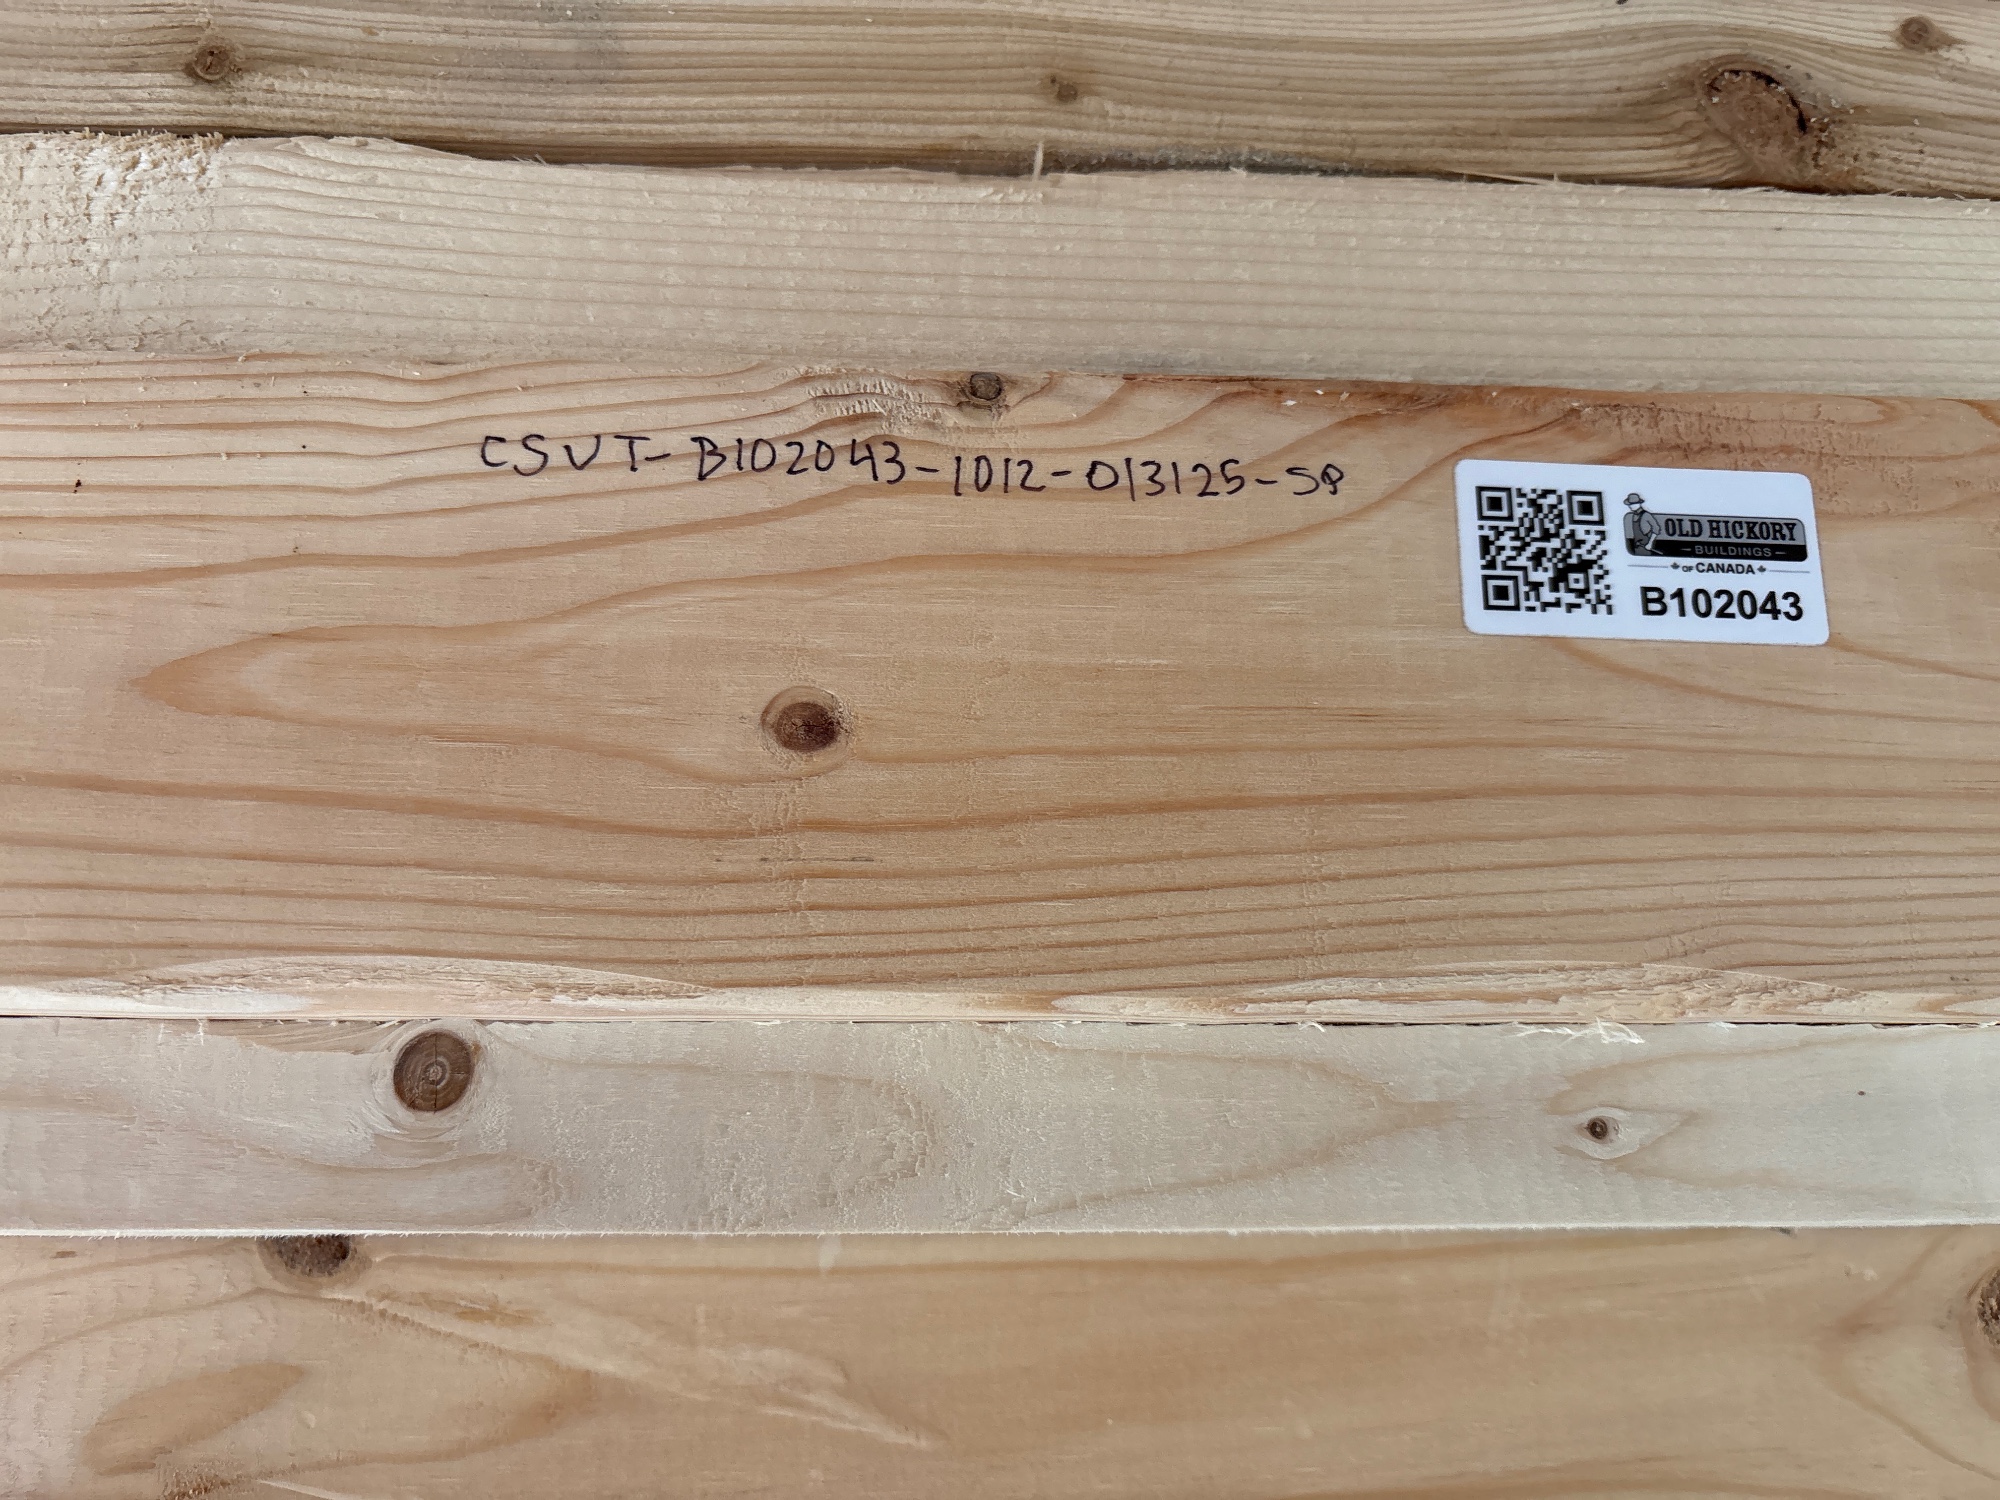 CSUT-B102043-1012-013125-SP
OLD HICKORY
BUILDINGS
OF CANADA
B102043